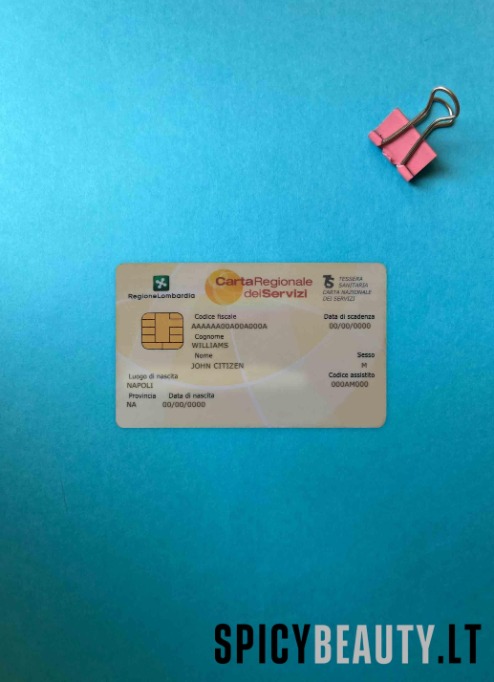 RegioneLombardia
CartaRegionale
deiServizi
TS TESSERA
SANITARIA
CARTA NAZIONALE
DEI SERVIZI
Codice fiscale
AAAAAA00A00A000A
Data di scadenza
00/00/0000
Cognome
WILLIAMS
Nome
JOHN CITIZEN
Sesso
M
Luogo di nascita
NAPOLI
Codice assistito
000AM000
Provincia Data di nascita
NA 00/00/0000
SPICYBEAUTY.LT